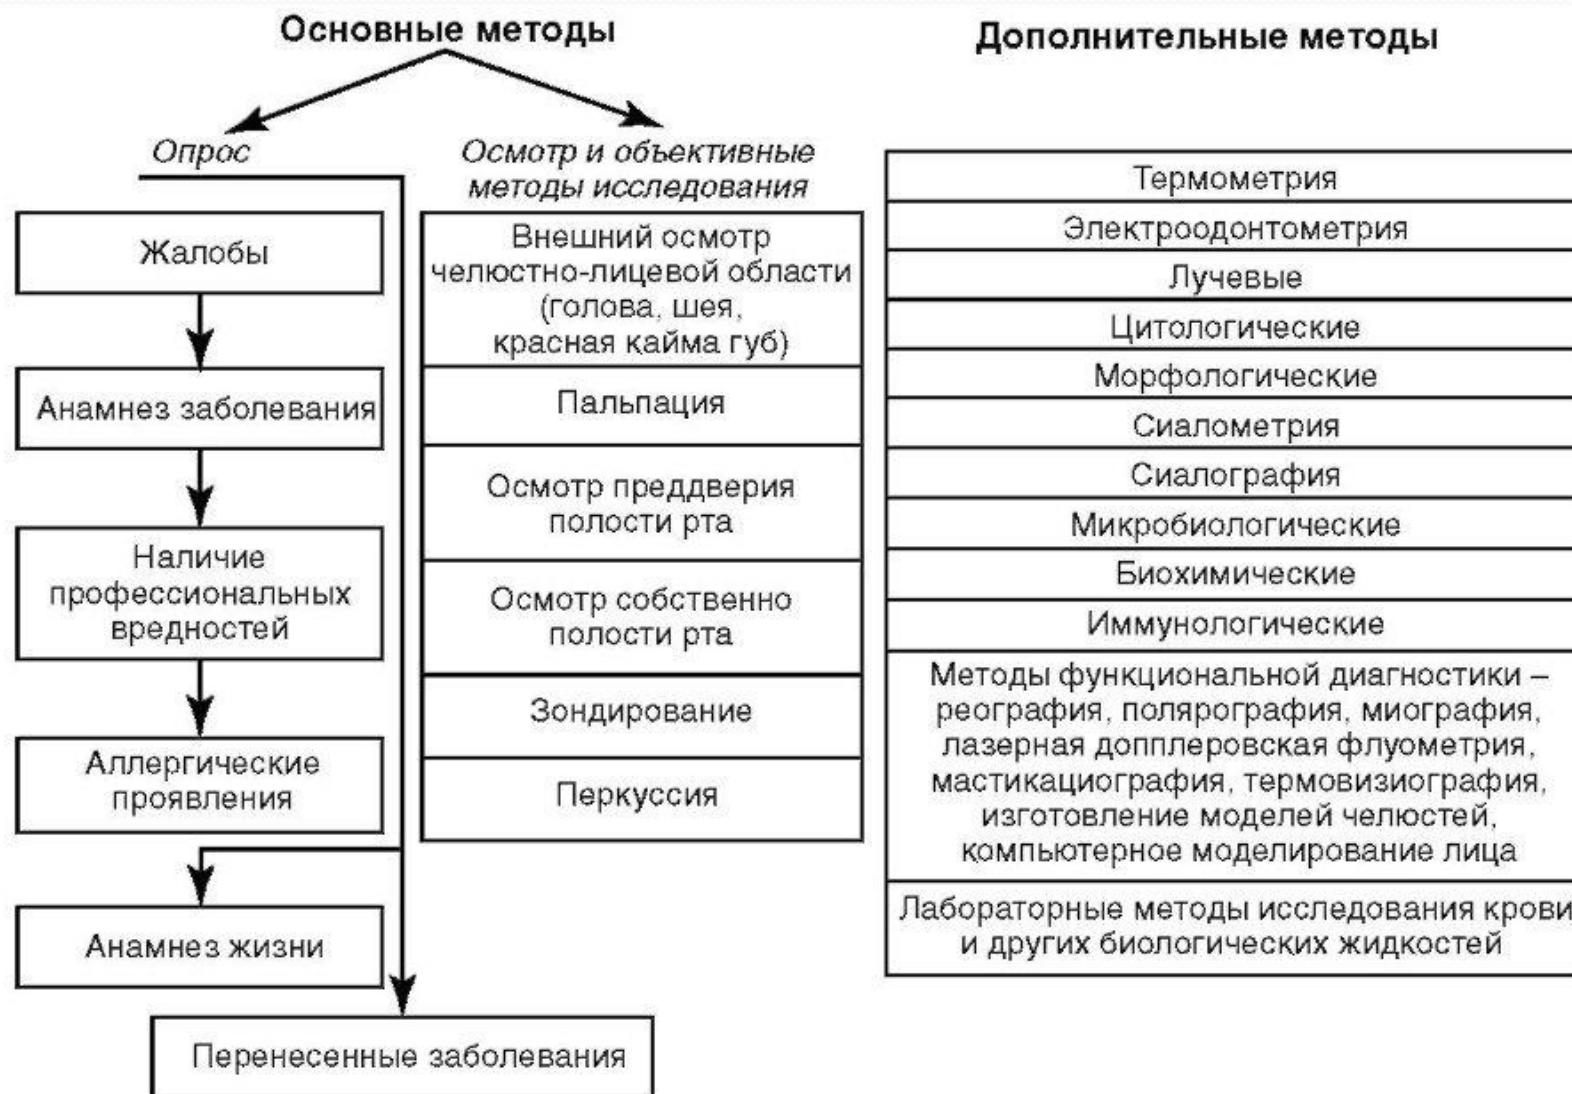 Основные методы
Опрос
Жалобы
Анамнез заболевания
Наличие
профессиональных
вредностей
Аллергические
проявления
Анамнез жизни
Перенесенные заболевания
Осмотр и объективные
методы исследования
Внешний осмотр
челюстно-лицевой области
(голова, шея,
красная кайма губ)
Пальпация
Осмотр преддверия
полости рта
Осмотр собственно
полости рта
Зондирование
Перкуссия
Дополнительные методы
Термометрия
Электроодонтометрия
Лучевые
Цитологические
Морфологические
Сиалометрия
Сиалография
Микробиологические
Биохимические
Иммунологические
Методы функциональной диагностики –
реография, полярография, миография,
лазерная допплеровская флуометрия,
мастикациография, термовизиография,
изготовление моделей челюстей,
компьютерное моделирование лица
Лабораторные методы исследования крови
и других биологических жидкостей